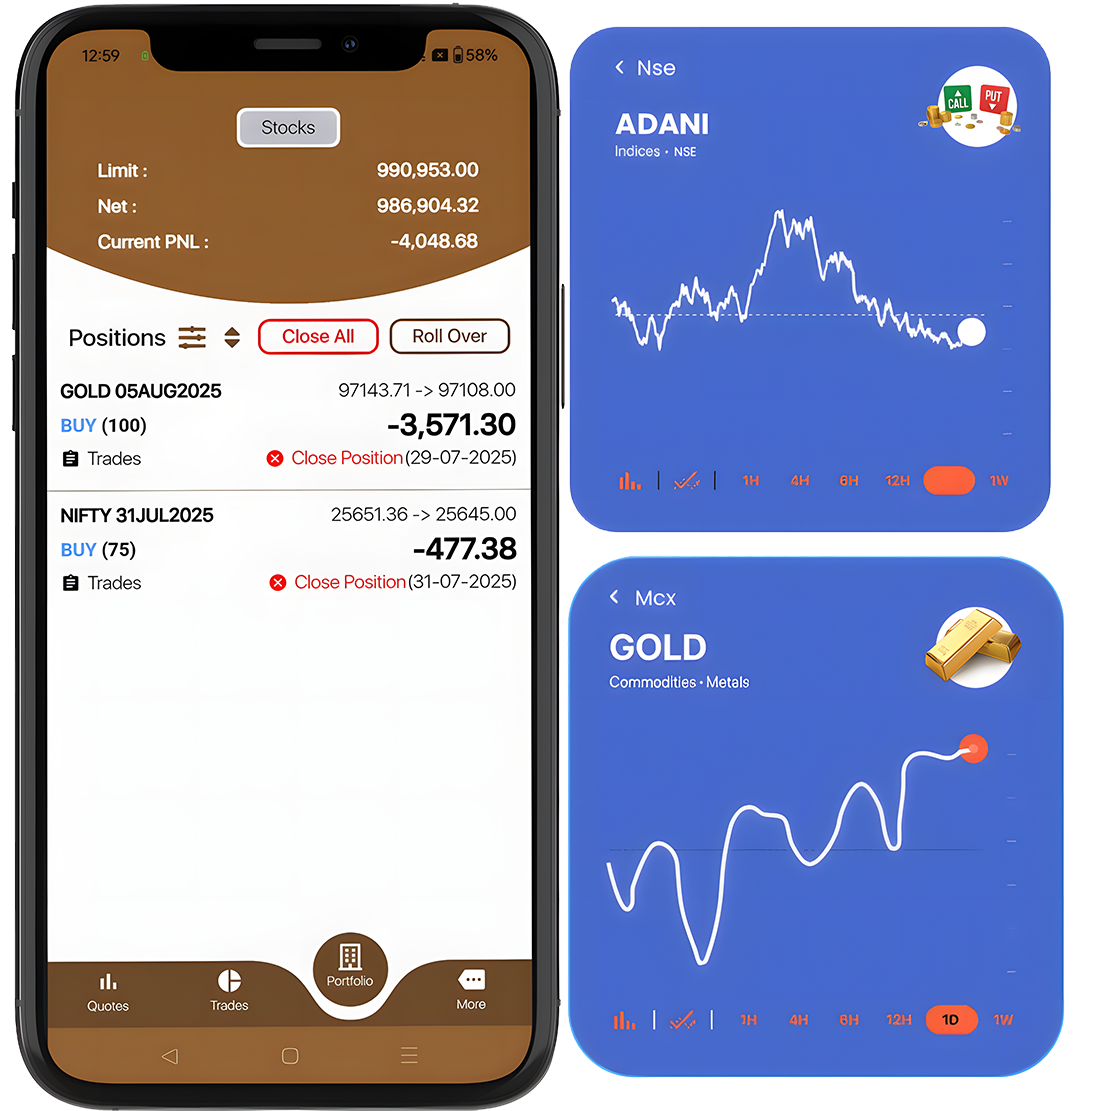 12:59
58%
Stocks
Limit : 990,953.00
Net : 986,904.32
Current PNL : -4,048.68
Positions Close All Roll Over
GOLD 05AUG2025 97143.71 -> 97108.00
BUY (100) -3,571.30
Trades Close Position(29-07-2025)
NIFTY 31JUL2025 25651.36 -> 25645.00
BUY (75) -477.38
Trades Close Position(31-07-2025)
Quotes Trades Portfolio More
Nse
CALL PUT
ADANI
Indices • NSE
1H 4H 6H 12H 1W
Mcx
GOLD
Commodities • Metals
1H 4H 6H 12H 1D 1W